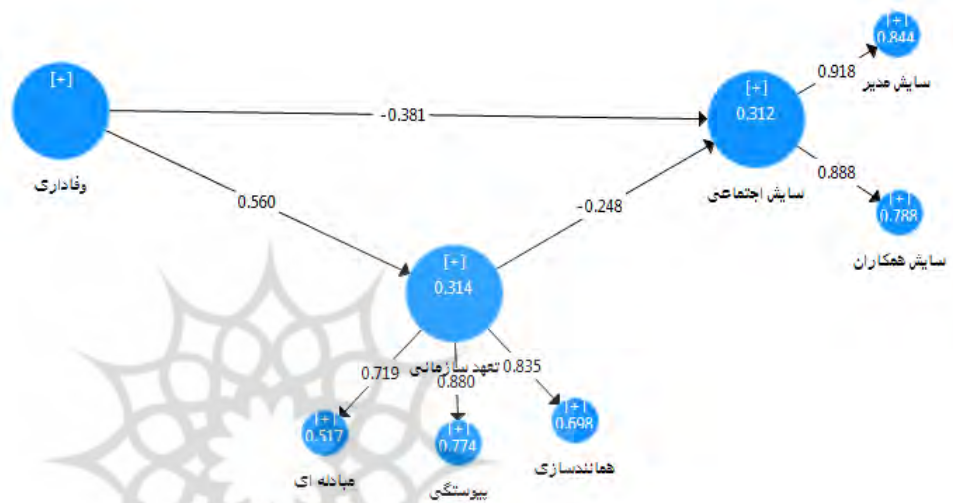 [+]
0.844
سایش مدیر
0.918
[+]
[+]
0.312
-0.381
0.888
وفاداری
سایش اجتماعی
[+]
0.788
0.560
-0.248
سایش همکاران
[+]
0.314
تعهد سازمانی
0.719
0.880
0.835
[+]
0.517
[+]
0.774
[+]
0.698
مبادله ای
پیوستگی
همانندسازی